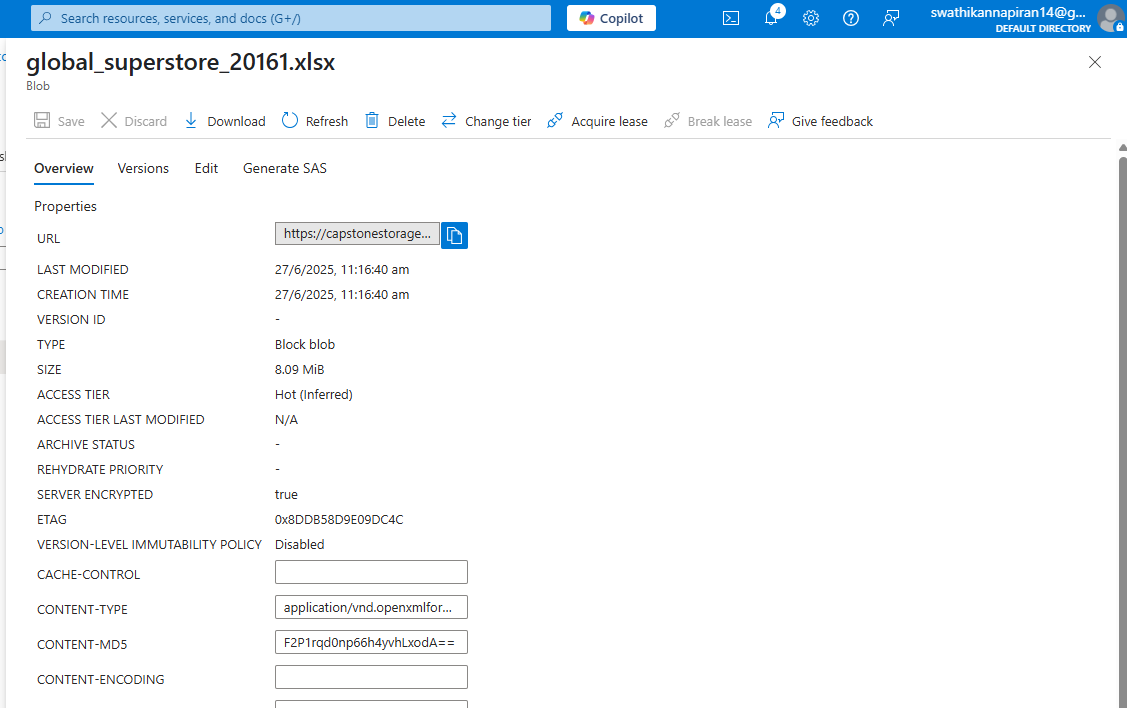 Search resources, services, and docs (G+/)
Copilot
4
swathikannapiran14@g...
DEFAULT DIRECTORY
global_superstore_20161.xlsx
Blob
Save Discard Download Refresh Delete Change tier Acquire lease Break lease Give feedback
Overview Versions Edit Generate SAS
Properties
URL https://capstonestorage...
LAST MODIFIED 27/6/2025, 11:16:40 am
CREATION TIME 27/6/2025, 11:16:40 am
VERSION ID -
TYPE Block blob
SIZE 8.09 MiB
ACCESS TIER Hot (Inferred)
ACCESS TIER LAST MODIFIED N/A
ARCHIVE STATUS -
REHYDRATE PRIORITY -
SERVER ENCRYPTED true
ETAG 0x8DDB58D9E09DC4C
VERSION-LEVEL IMMUTABILITY POLICY Disabled
CACHE-CONTROL
CONTENT-TYPE application/vnd.openxmlfor...
CONTENT-MD5 F2P1rqd0np66h4yvhLxodA==
CONTENT-ENCODING